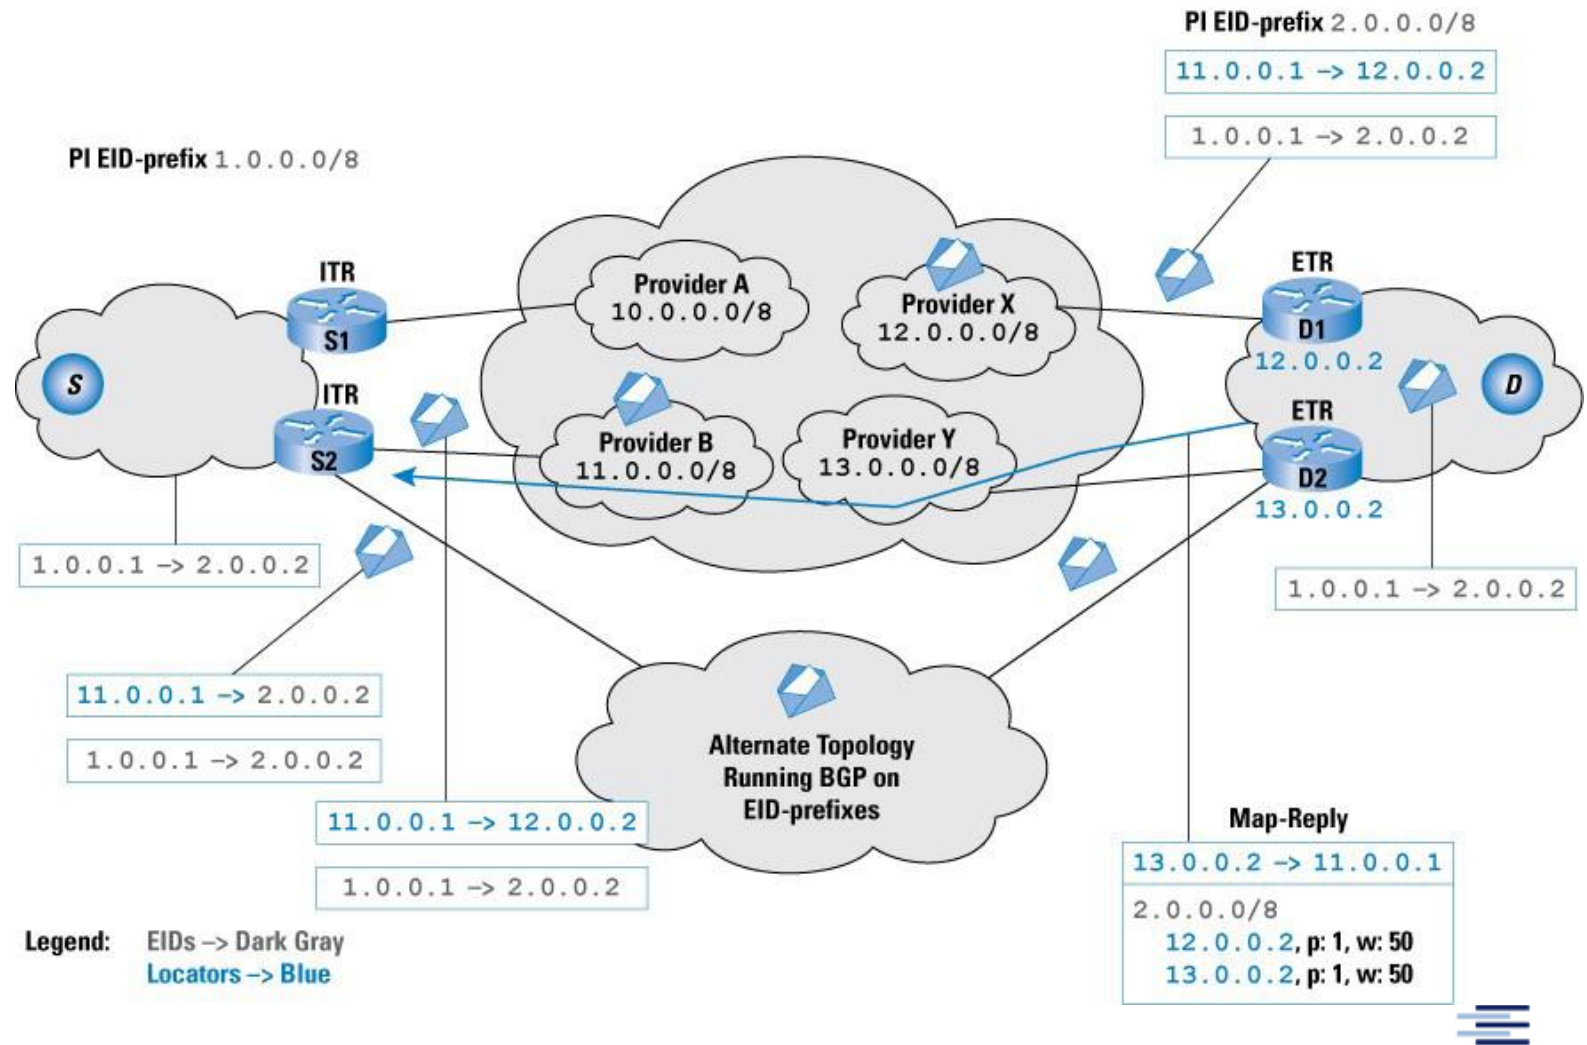 PI EID-prefix 2.0.0.0/8
11.0.0.1 –> 12.0.0.2
1.0.0.1 –> 2.0.0.2
PI EID-prefix 1.0.0.0/8
ITR
S1
S
ITR
S2
Provider A
10.0.0.0/8
Provider X
12.0.0.0/8
Provider B
11.0.0.0/8
Provider Y
13.0.0.0/8
ETR
D1
12.0.0.2
D
ETR
D2
13.0.0.2
1.0.0.1 –> 2.0.0.2
1.0.0.1 –> 2.0.0.2
11.0.0.1 –> 2.0.0.2
1.0.0.1 –> 2.0.0.2
11.0.0.1 –> 12.0.0.2
1.0.0.1 –> 2.0.0.2
Alternate Topology
Running BGP on
EID-prefixes
Map-Reply
13.0.0.2 –> 11.0.0.1
2.0.0.0/8
12.0.0.2, p: 1, w: 50
13.0.0.2, p: 1, w: 50
Legend: EIDs –> Dark Gray
Locators –> Blue